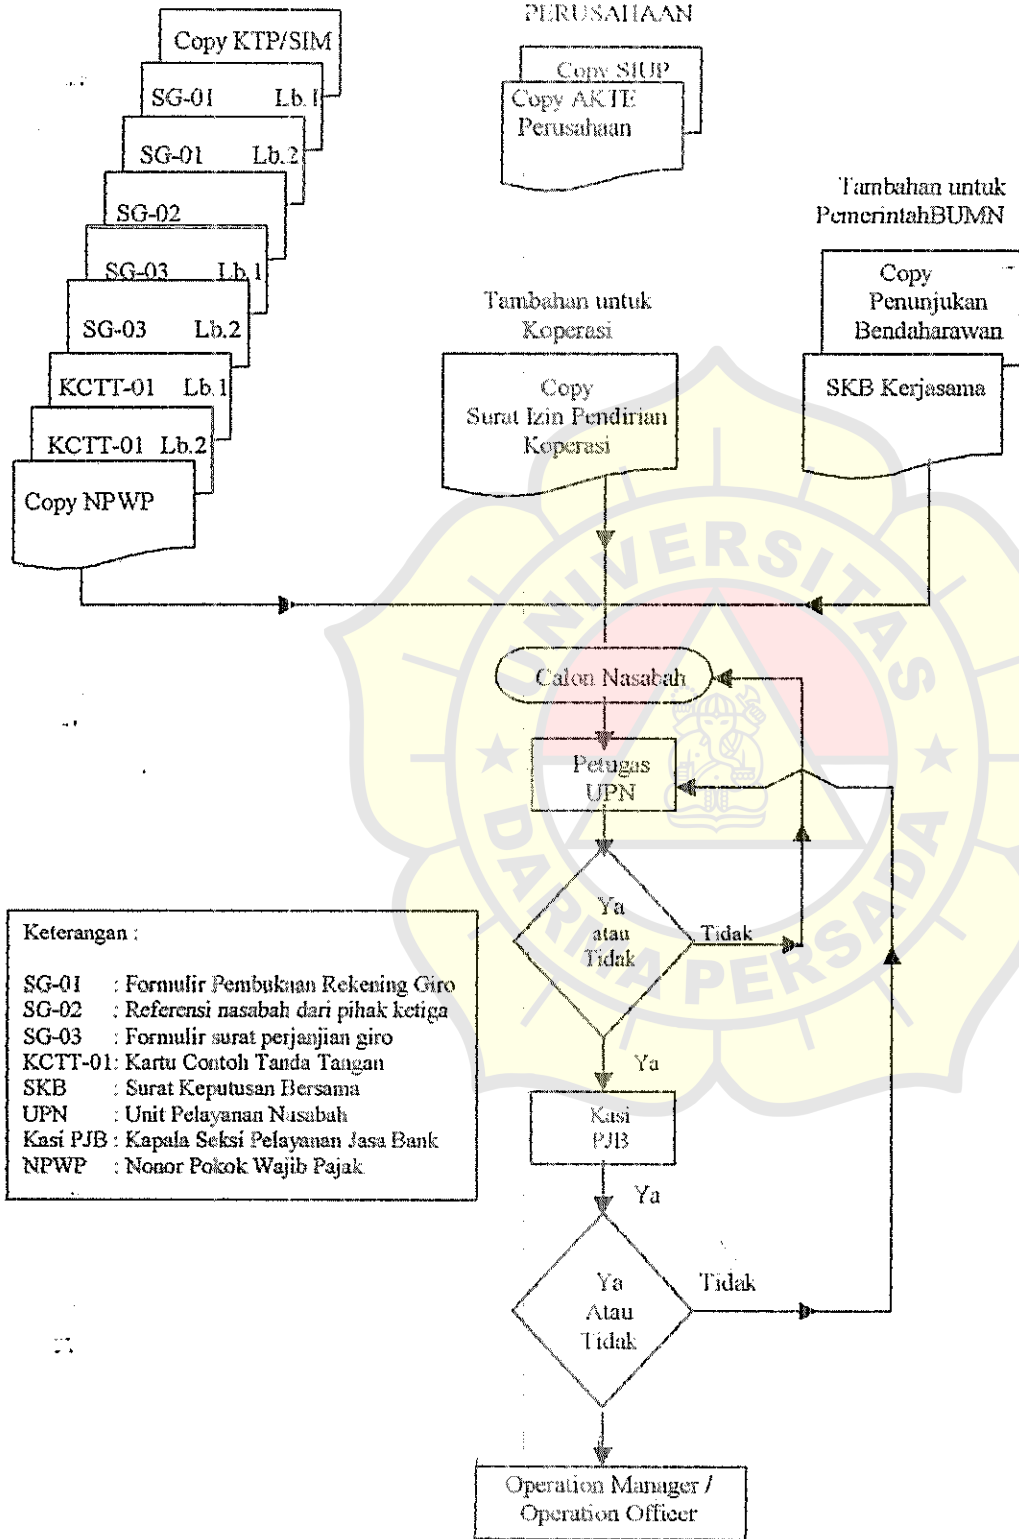 PERUSAHAAN
Copy KTP/SIM
SG-01 Lb.1
SG-01 Lb.2
SG-02
SG-03 Lb.1
SG-03 Lb.2
KCTT-01 Lb.1
KCTT-01 Lb.2
Copy NPWP
Copy SIUP
Copy AKTE
Perusahaan
Tambahan untuk
Koperasi
Copy
Surat Izin Pendirian
Koperasi
Tambahan untuk
PemerintahBUMN
Copy
Penunjukan
Bendaharawan
SKB Kerjasama
Calon Nasabah
Petugas
UPN
Ya
atau
Tidak
Tidak
Ya
Kasi
PJB
Ya
Ya
Atau
Tidak
Tidak
Operation Manager /
Operation Officer
Keterangan :
SG-01 : Formulir Pembukuan Rekening Giro
SG-02 : Referensi nasabah dari pihak ketiga
SG-03 : Formulir surat perjanjian giro
KCTT-01: Kartu Contoh Tanda Tangan
SKB : Surat Keputusan Bersama
UPN : Unit Pelayanan Nasabah
Kasi PJB : Kapala Seksi Pelayanan Jasa Bank
NPWP : Nonor Pokok Wajib Pajak
UNIVERSITAS
DARMA PERSADA